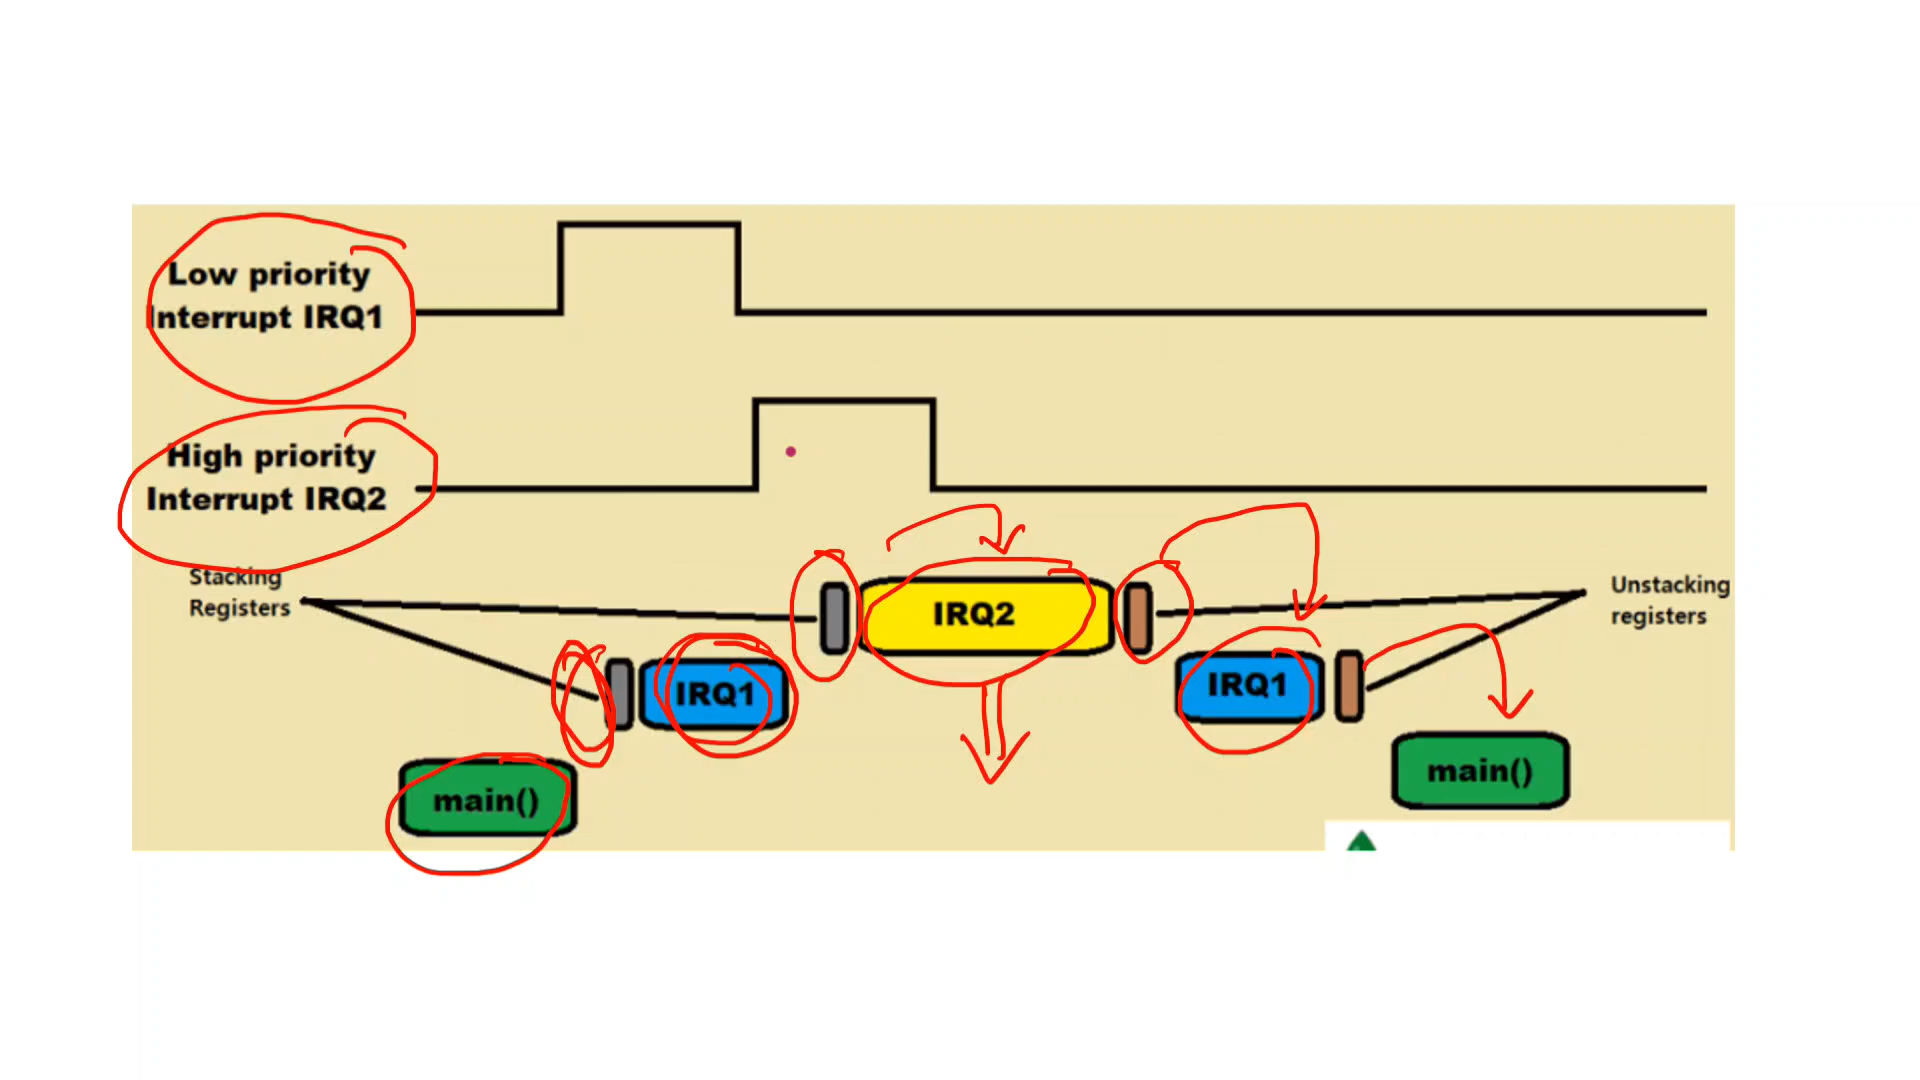 Low priority
Interrupt IRQ1
High priority
Interrupt IRQ2
Stacking
Registers
Unstacking
registers
IRQ2
IRQ1
IRQ1
main()
main()